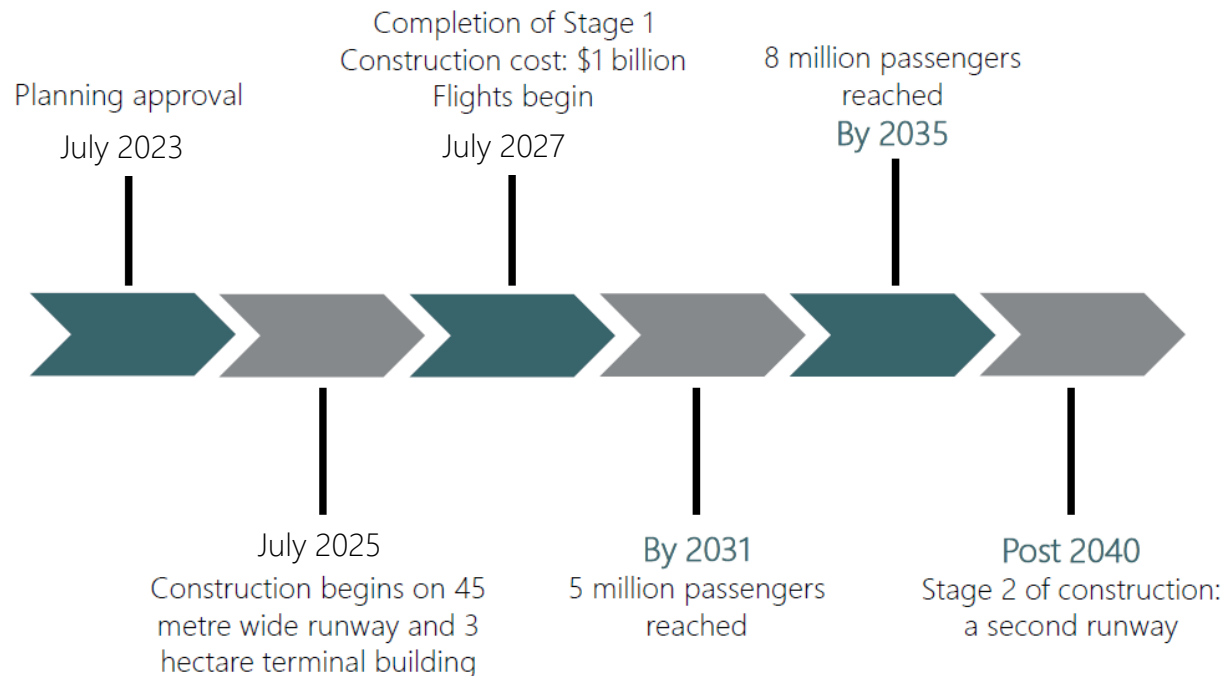 Planning approval
July 2023
Completion of Stage 1
Construction cost: $1 billion
Flights begin
July 2027
8 million passengers
reached
By 2035
July 2025
Construction begins on 45
metre wide runway and 3
hectare terminal building
By 2031
5 million passengers
reached
Post 2040
Stage 2 of construction:
a second runway